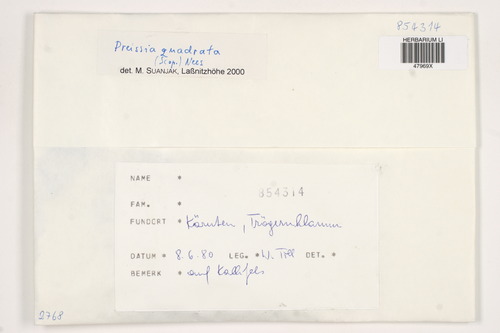 P54314
HERBARIUM LI
47969X
Preissia quadrata
(Scop.) Nees
det. M. SUANJAK, Laßnitzhöhe 2000
NAME *
854314
FAM. *
FUNDORT * Kärnten, Trögernklamm
DATUM * 8.6.80 LEG. * W. Till DET. *
BEMERK * auf Kalkfels
2768